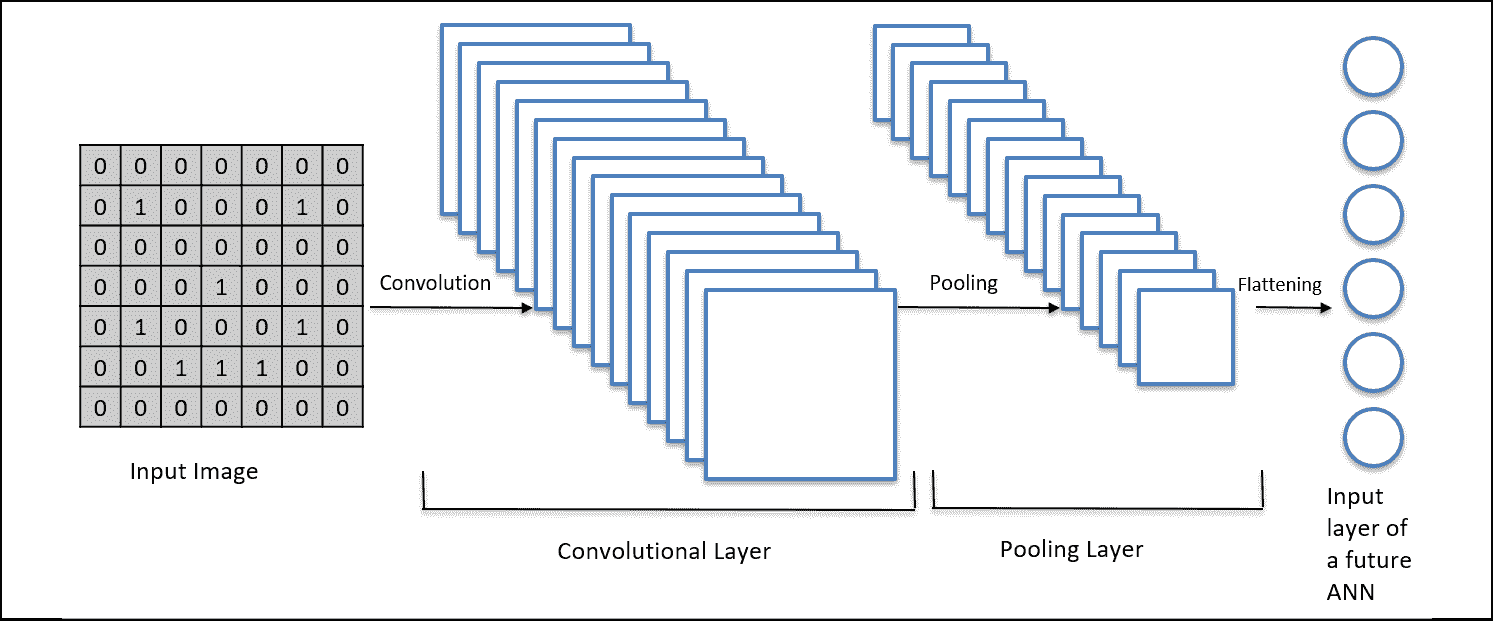 0 0 0 0 0 0 0
0 1 0 0 0 1 0
0 0 0 0 0 0 0
0 0 0 1 0 0 0
0 1 0 0 0 1 0
0 0 1 1 1 0 0
0 0 0 0 0 0 0
Input Image
Convolution
Convolutional Layer
Pooling
Pooling Layer
Flattening
Input
layer of
a future
ANN